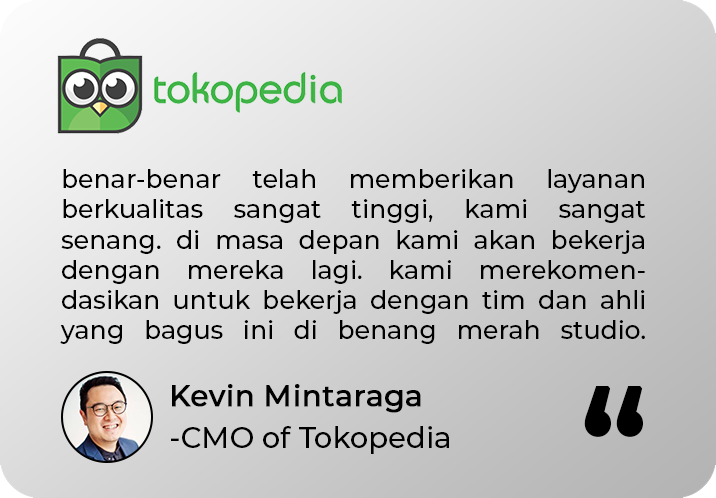 tokopedia
benar-benar telah memberikan layanan
berkualitas sangat tinggi, kami sangat
senang. di masa depan kami akan bekerja
dengan mereka lagi. kami merekomen-
dasikan untuk bekerja dengan tim dan ahli
yang bagus ini di benang merah studio.
Kevin Mintaraga
-CMO of Tokopedia
“